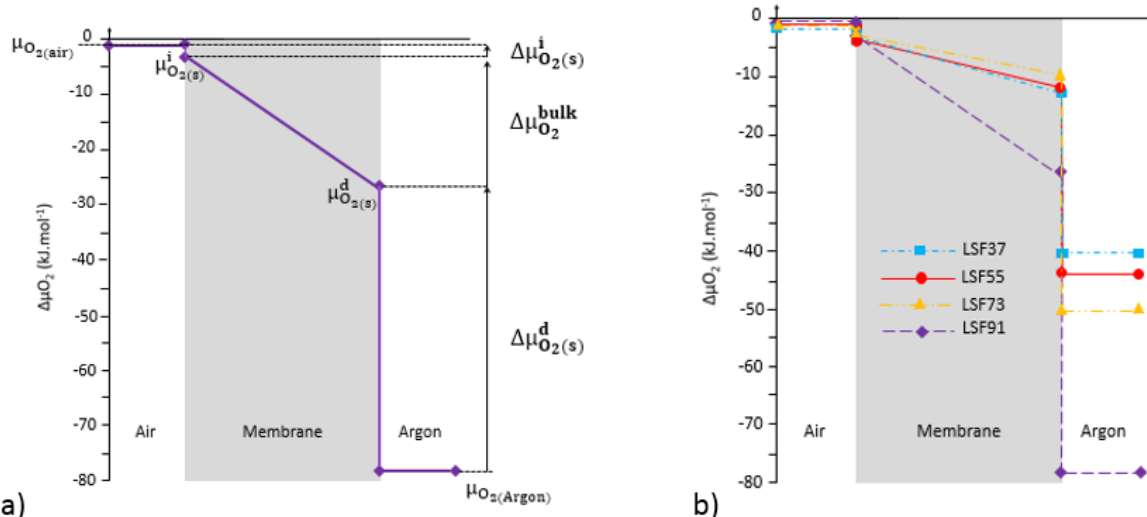 0
-10
-20
-30
-40
-50
-60
-70
-80
ΔμO₂ (kJ.mol⁻¹)
μO₂(air)
μⁱO₂(s)
μᵈO₂(s)
μO₂(Argon)
ΔμⁱO₂(s)
ΔμᵇᵘˡᵏO₂
ΔμᵈO₂(s)
Air
Membrane
Argon
a)
0
-10
-20
-30
-40
-50
-60
-70
-80
ΔμO₂ (kJ.mol⁻¹)
LSF37
LSF55
LSF73
LSF91
Air
Membrane
Argon
b)